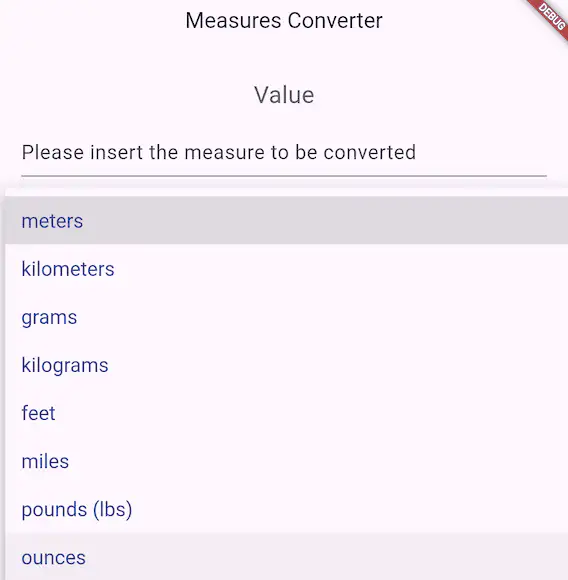 Measures Converter
DEBUG
Value
Please insert the measure to be converted
meters
kilometers
grams
kilograms
feet
miles
pounds (lbs)
ounces